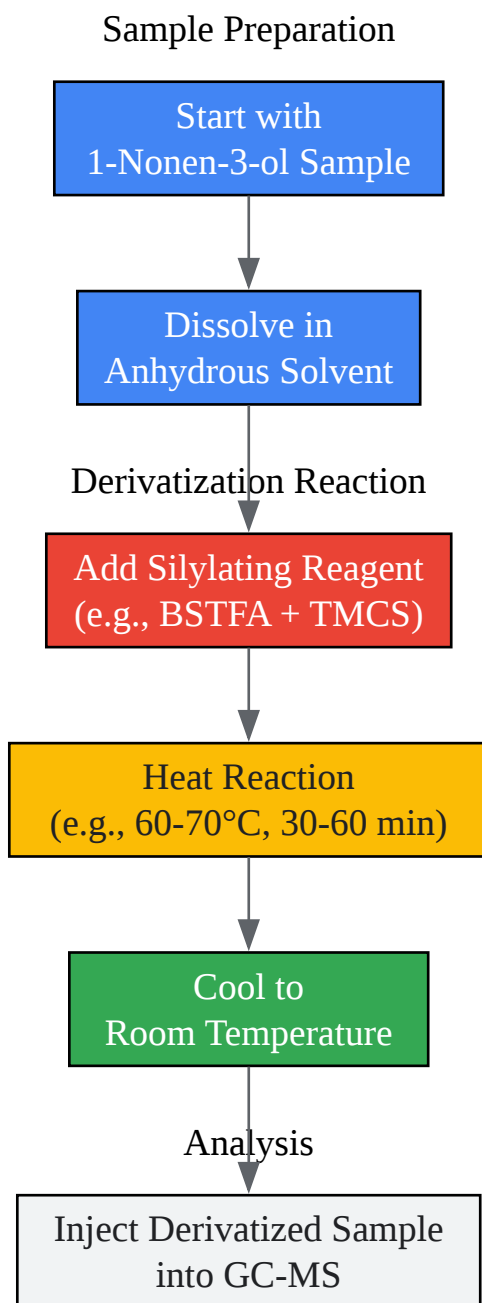 Sample Preparation
Start with
1-Nonen-3-ol Sample
Dissolve in
Anhydrous Solvent
Derivatization Reaction
Add Silylating Reagent
(e.g., BSTFA + TMCS)
Heat Reaction
(e.g., 60-70°C, 30-60 min)
Cool to
Room Temperature
Analysis
Inject Derivatized Sample
into GC-MS